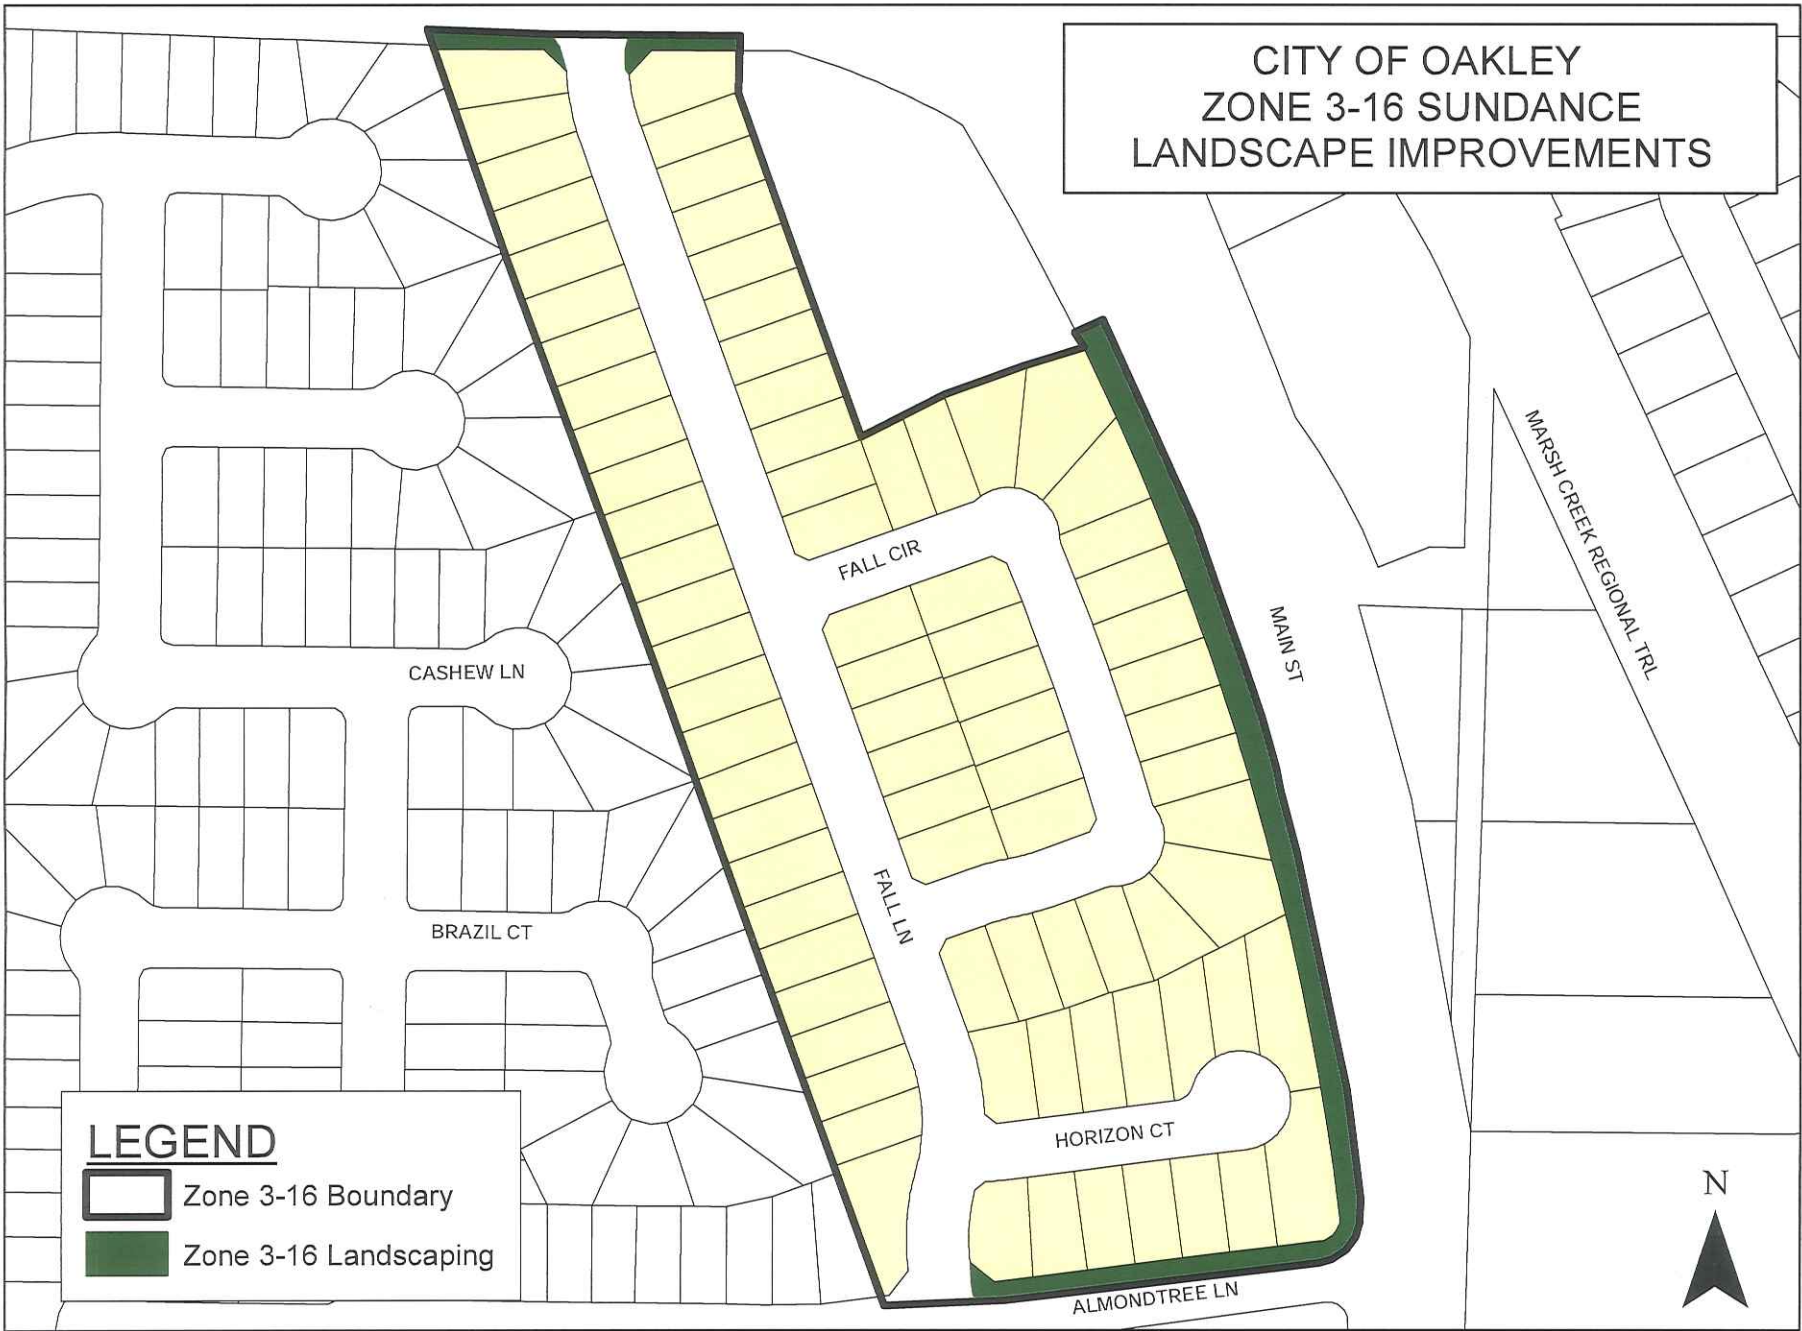 CITY OF OAKLEY
ZONE 3-16 SUNDANCE
LANDSCAPE IMPROVEMENTS
MARSH CREEK REGIONAL TRL
FALL CIR
MAIN ST
CASHEW LN
FALL LN
BRAZIL CT
HORIZON CT
LEGEND
Zone 3-16 Boundary
Zone 3-16 Landscaping
N
ALMONDTREE LN